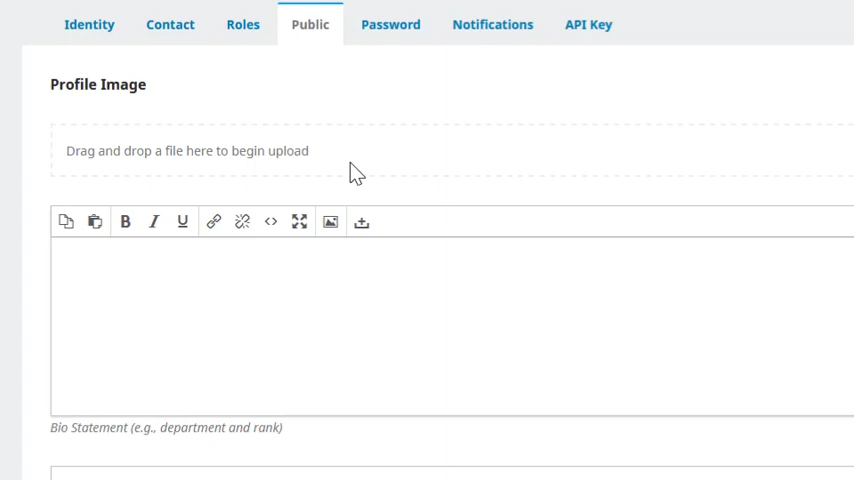 Identity Contact Roles Public Password Notifications API Key
Profile Image
Drag and drop a file here to begin upload
B I U
Bio Statement (e.g., department and rank)